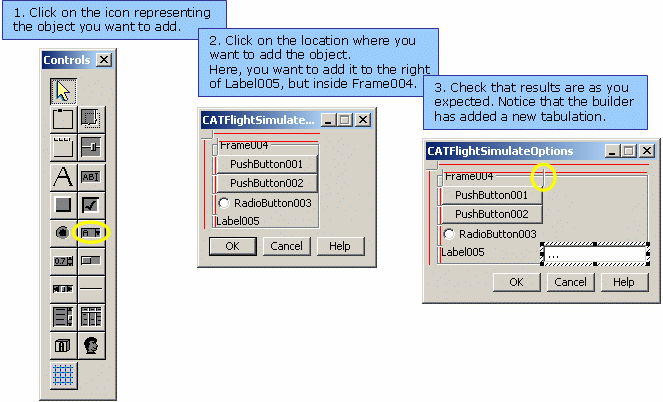 1. Click on the icon representing
the object you want to add.
2. Click on the location where you
want to add the object.
Here, you want to add it to the right
of Label005, but inside Frame004.
3. Check that results are as you
expected. Notice that the builder
has added a new tabulation.
Controls
A
ABI
0.7
CATFlightSimulate...
Frame004
PushButton001
PushButton002
RadioButton003
Label005
OK Cancel Help
CATFlightSimulateOptions
Frame004
PushButton001
PushButton002
RadioButton003
Label005 ...
OK Cancel Help